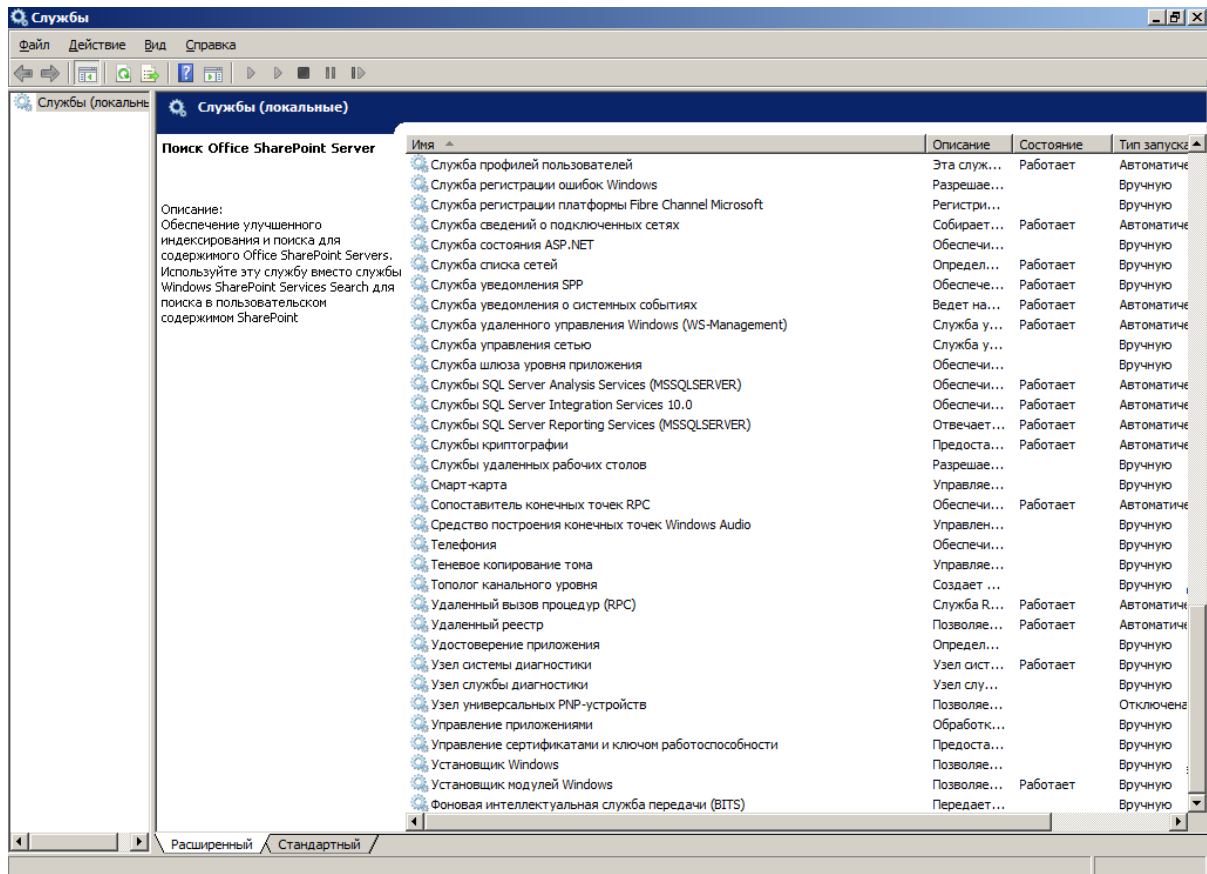 Службы
Файл Действие Вид Справка
Службы (локальнь
Службы (локальные)
Поиск Office SharePoint Server
Описание:
Обеспечение улучшенного
индексирования и поиска для
содержимого Office SharePoint Servers.
Используйте эту службу вместо службы
Windows SharePoint Services Search для
поиска в пользовательском
содержимом SharePoint
Имя Описание Состояние Тип запуска
Служба профилей пользователей Эта служ... Работает Автоматиче
Служба регистрации ошибок Windows Разрешае... Вручную
Служба регистрации платформы Fibre Channel Microsoft Регистри... Вручную
Служба сведений о подключенных сетях Собирает... Работает Автоматиче
Служба состояния ASP.NET Обеспечи... Вручную
Служба списка сетей Определ... Работает Вручную
Служба уведомления SPP Обеспече... Работает Вручную
Служба уведомления о системных событиях Ведет на... Работает Автоматиче
Служба удаленного управления Windows (WS-Management) Служба у... Работает Автоматиче
Служба управления сетью Служба у... Вручную
Служба шлюза уровня приложения Обеспечи... Вручную
Службы SQL Server Analysis Services (MSSQLSERVER) Обеспечи... Работает Автоматиче
Службы SQL Server Integration Services 10.0 Обеспечи... Работает Автоматиче
Службы SQL Server Reporting Services (MSSQLSERVER) Отвечает... Работает Автоматиче
Службы криптографии Предоста... Работает Автоматиче
Службы удаленных рабочих столов Разрешае... Вручную
Смарт-карта Управляе... Вручную
Сопоставитель конечных точек RPC Обеспечи... Работает Автоматиче
Средство построения конечных точек Windows Audio Управлен... Вручную
Телефония Обеспечи... Вручную
Теневое копирование тома Управляе... Вручную
Тополог канального уровня Создает ... Вручную
Удаленный вызов процедур (RPC) Служба R... Работает Автоматиче
Удаленный реестр Позволяе... Работает Автоматиче
Удостоверение приложения Определ... Вручную
Узел системы диагностики Узел сист... Работает Вручную
Узел службы диагностики Узел слу... Вручную
Узел универсальных PNP-устройств Позволяе... Отключена
Управление приложениями Обработк... Вручную
Управление сертификатами и ключом работоспособности Предоста... Вручную
Установщик Windows Позволяе... Вручную
Установщик модулей Windows Позволяе... Работает Вручную
Фоновая интеллектуальная служба передачи (BITS) Передает... Вручную
Расширенный Стандартный